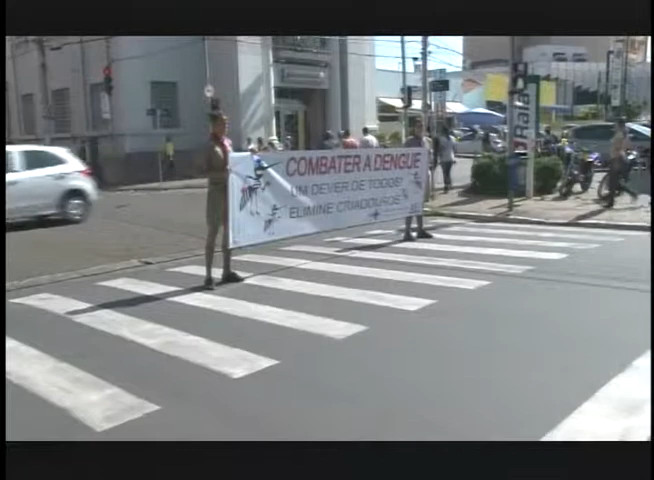 COMBATER A DENGUE
UM DEVER DE TODOS!
ELIMINE CRIADOUROS